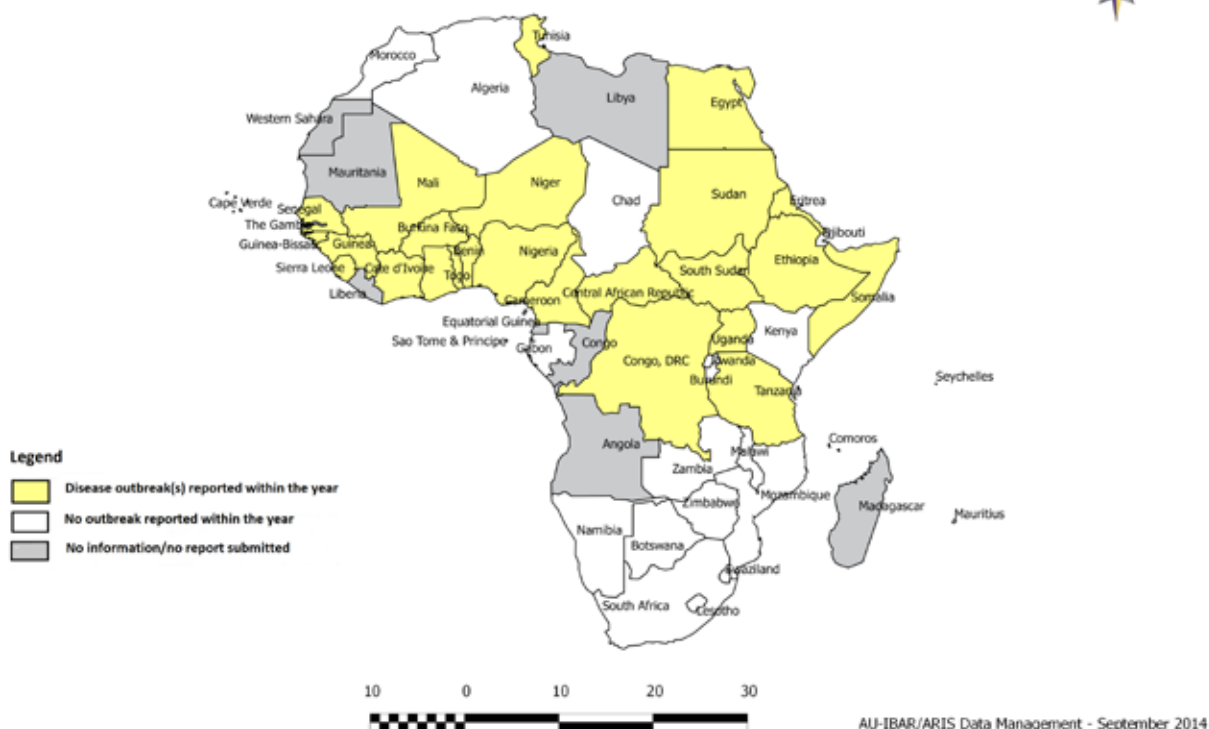 Tunisia
Morocco
Algeria
Libya
Egypt
Western Sahara
Mauritania
Mali
Niger
Chad
Sudan
Eritrea
Cape Verde
Senegal
The Gambia
Burkina Faso
Djibouti
Guinea-Bissau
Guinea
Benin
Nigeria
Ethiopia
Sierra Leone
Cote d'Ivoire
Togo
South Sudan
Liberia
Cameroon
Central African Republic
Somalia
Equatorial Guinea
Sao Tome & Principe
Gabon
Congo
Uganda
Kenya
Congo, DRC
Rwanda
Burundi
Seychelles
Tanzania
Angola
Comoros
Malawi
Zambia
Mozambique
Zimbabwe
Madagascar
Mauritius
Namibia
Botswana
Swaziland
South Africa
Lesotho
Legend
Disease outbreak(s) reported within the year
No outbreak reported within the year
No information/no report submitted
10 0 10 20 30
AU-IBAR/ARIS Data Management - September 2014